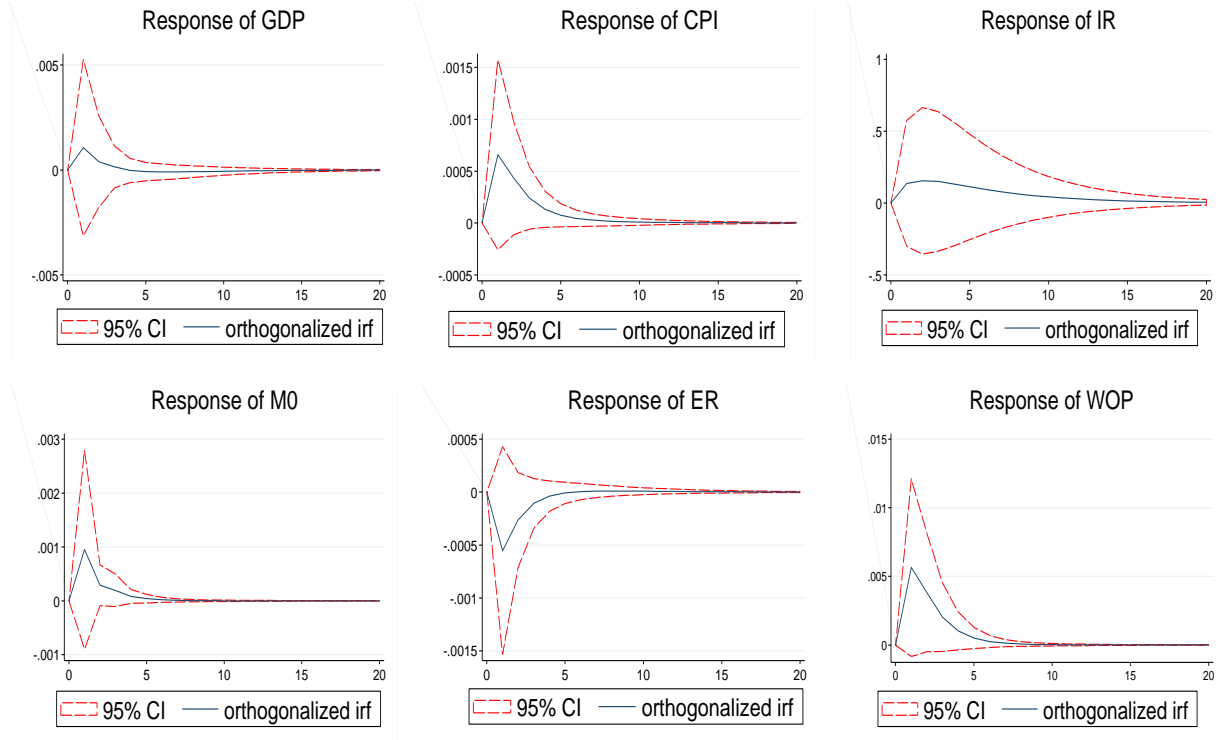 Response of GDP
Response of CPI
Response of IR
.005
0
-.005
0 5 10 15 20
95% CI orthogonalized irf
.0015
.001
.0005
0
-.0005
0 5 10 15 20
95% CI orthogonalized irf
1
.5
0
-.5
0 5 10 15 20
95% CI orthogonalized irf
Response of M0
Response of ER
Response of WOP
.003
.002
.001
0
-.001
0 5 10 15 20
95% CI orthogonalized irf
.0005
0
-.0005
-.001
-.0015
0 5 10 15 20
95% CI orthogonalized irf
.015
.01
.005
0
0 5 10 15 20
95% CI orthogonalized irf